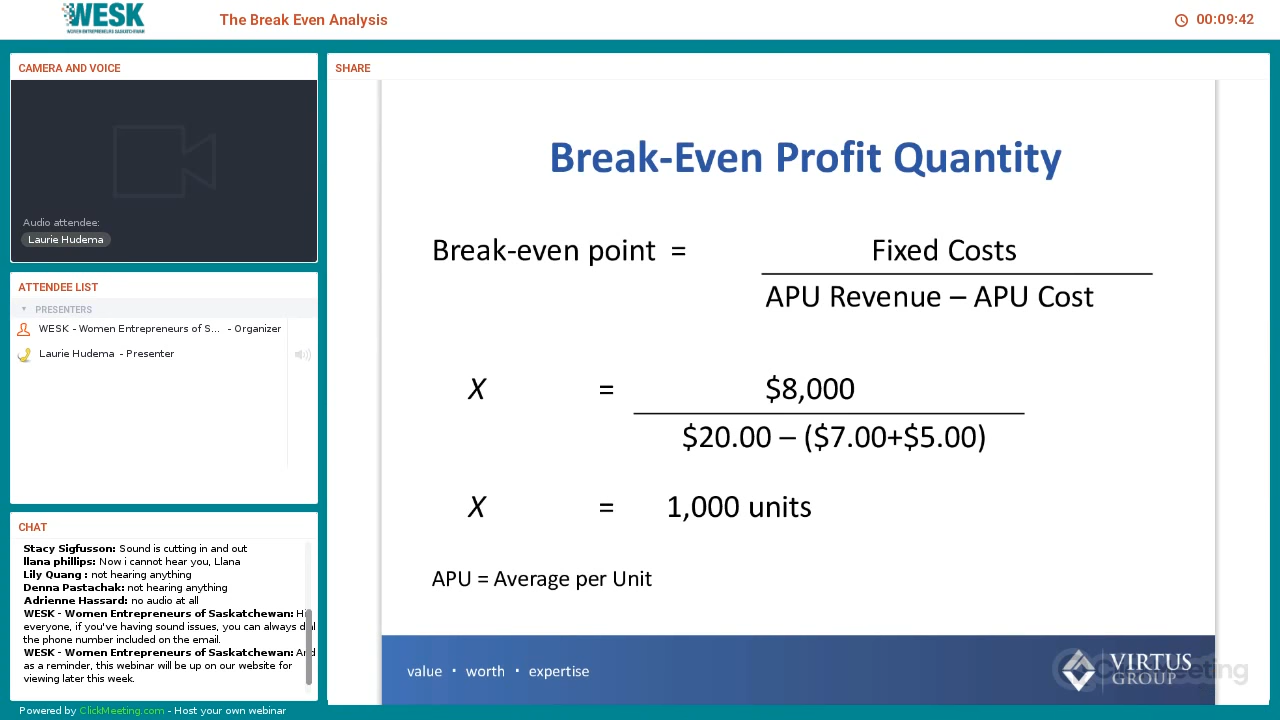 WESK
WOMEN ENTREPRENEURS SASKATCHEWAN
The Break Even Analysis
00:09:42
CAMERA AND VOICE
Audio attendee:
Laurie Hudema
ATTENDEE LIST
PRESENTERS
WESK - Women Entrepreneurs of S... - Organizer
Laurie Hudema - Presenter
CHAT
Stacy Sigfusson: Sound is cutting in and out
llana phillips: Now i cannot hear you, Llana
Lily Quang : not hearing anything
Denna Pastachak: not hearing anything
Adrienne Hassard: no audio at all
WESK - Women Entrepreneurs of Saskatchewan: Hi
everyone, if you've having sound issues, you can always dial
the phone number included on the email.
WESK - Women Entrepreneurs of Saskatchewan: And
as a reminder, this webinar will be up on our website for
viewing later this week.
Powered by ClickMeeting.com - Host your own webinar
SHARE
Break-Even Profit Quantity
Break-even point = Fixed Costs
APU Revenue – APU Cost
X = $8,000
$20.00 – ($7.00+$5.00)
X = 1,000 units
APU = Average per Unit
value · worth · expertise
VIRTUS
GROUP